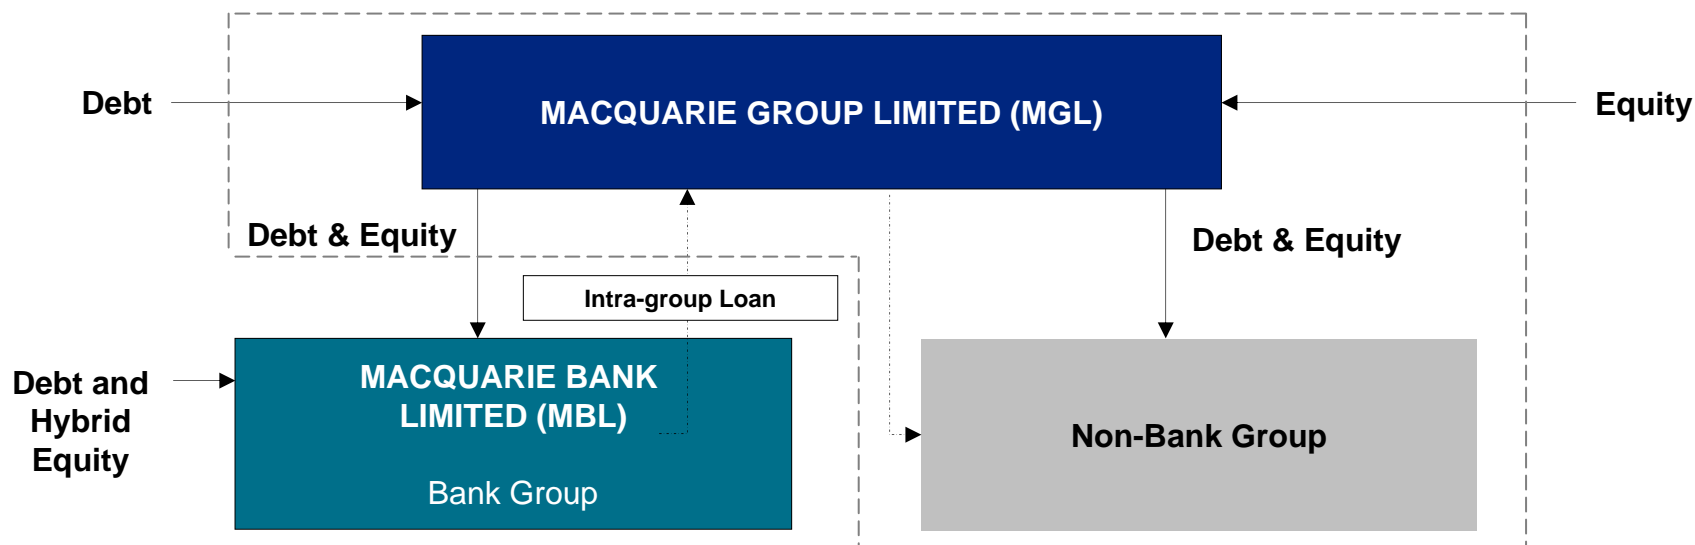 Debt
MACQUARIE GROUP LIMITED (MGL)
Equity
Debt & Equity
Debt & Equity
Intra-group Loan
Debt and
Hybrid
Equity
MACQUARIE BANK
LIMITED (MBL)
Bank Group
Non-Bank Group